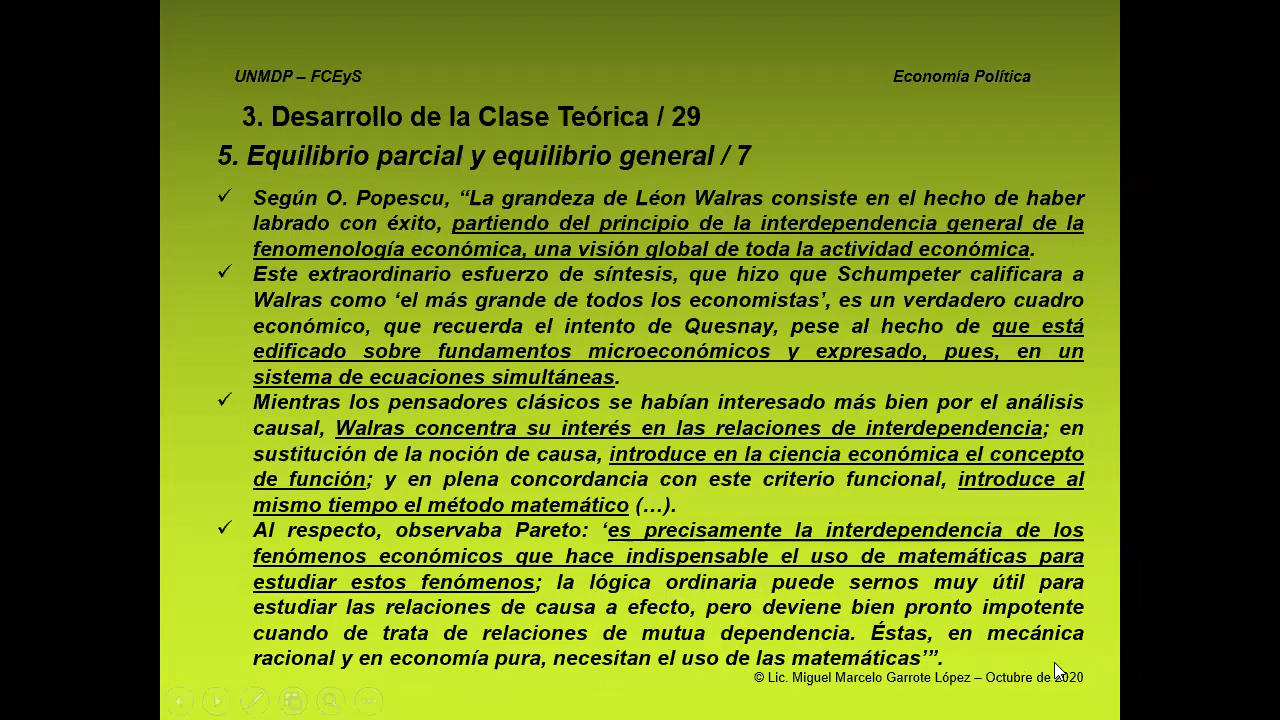 UNMDP – FCEyS
Economía Política
3. Desarrollo de la Clase Teórica / 29
5. Equilibrio parcial y equilibrio general / 7
Según O. Popescu, “La grandeza de Léon Walras consiste en el hecho de haber
labrado con éxito, partiendo del principio de la interdependencia general de la
fenomenología económica, una visión global de toda la actividad económica.
Este extraordinario esfuerzo de síntesis, que hizo que Schumpeter calificara a
Walras como ‘el más grande de todos los economistas’, es un verdadero cuadro
económico, que recuerda el intento de Quesnay, pese al hecho de que está
edificado sobre fundamentos microeconómicos y expresado, pues, en un
sistema de ecuaciones simultáneas.
Mientras los pensadores clásicos se habían interesado más bien por el análisis
causal, Walras concentra su interés en las relaciones de interdependencia; en
sustitución de la noción de causa, introduce en la ciencia económica el concepto
de función; y en plena concordancia con este criterio funcional, introduce al
mismo tiempo el método matemático (…).
Al respecto, observaba Pareto: ‘es precisamente la interdependencia de los
fenómenos económicos que hace indispensable el uso de matemáticas para
estudiar estos fenómenos; la lógica ordinaria puede sernos muy útil para
estudiar las relaciones de causa a efecto, pero deviene bien pronto impotente
cuando de trata de relaciones de mutua dependencia. Éstas, en mecánica
racional y en economía pura, necesitan el uso de las matemáticas’”.
© Lic. Miguel Marcelo Garrote López – Octubre de 2020